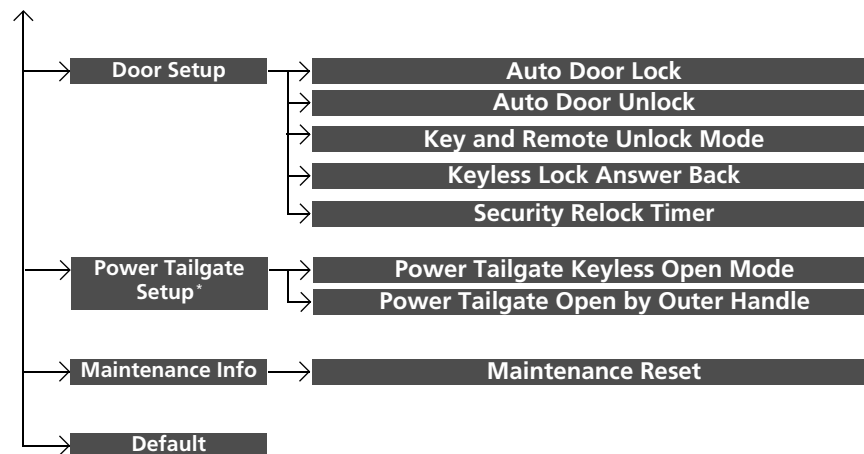 Door Setup
Auto Door Lock
Auto Door Unlock
Key and Remote Unlock Mode
Keyless Lock Answer Back
Security Relock Timer
Power Tailgate
Setup*
Power Tailgate Keyless Open Mode
Power Tailgate Open by Outer Handle
Maintenance Info
Maintenance Reset
Default